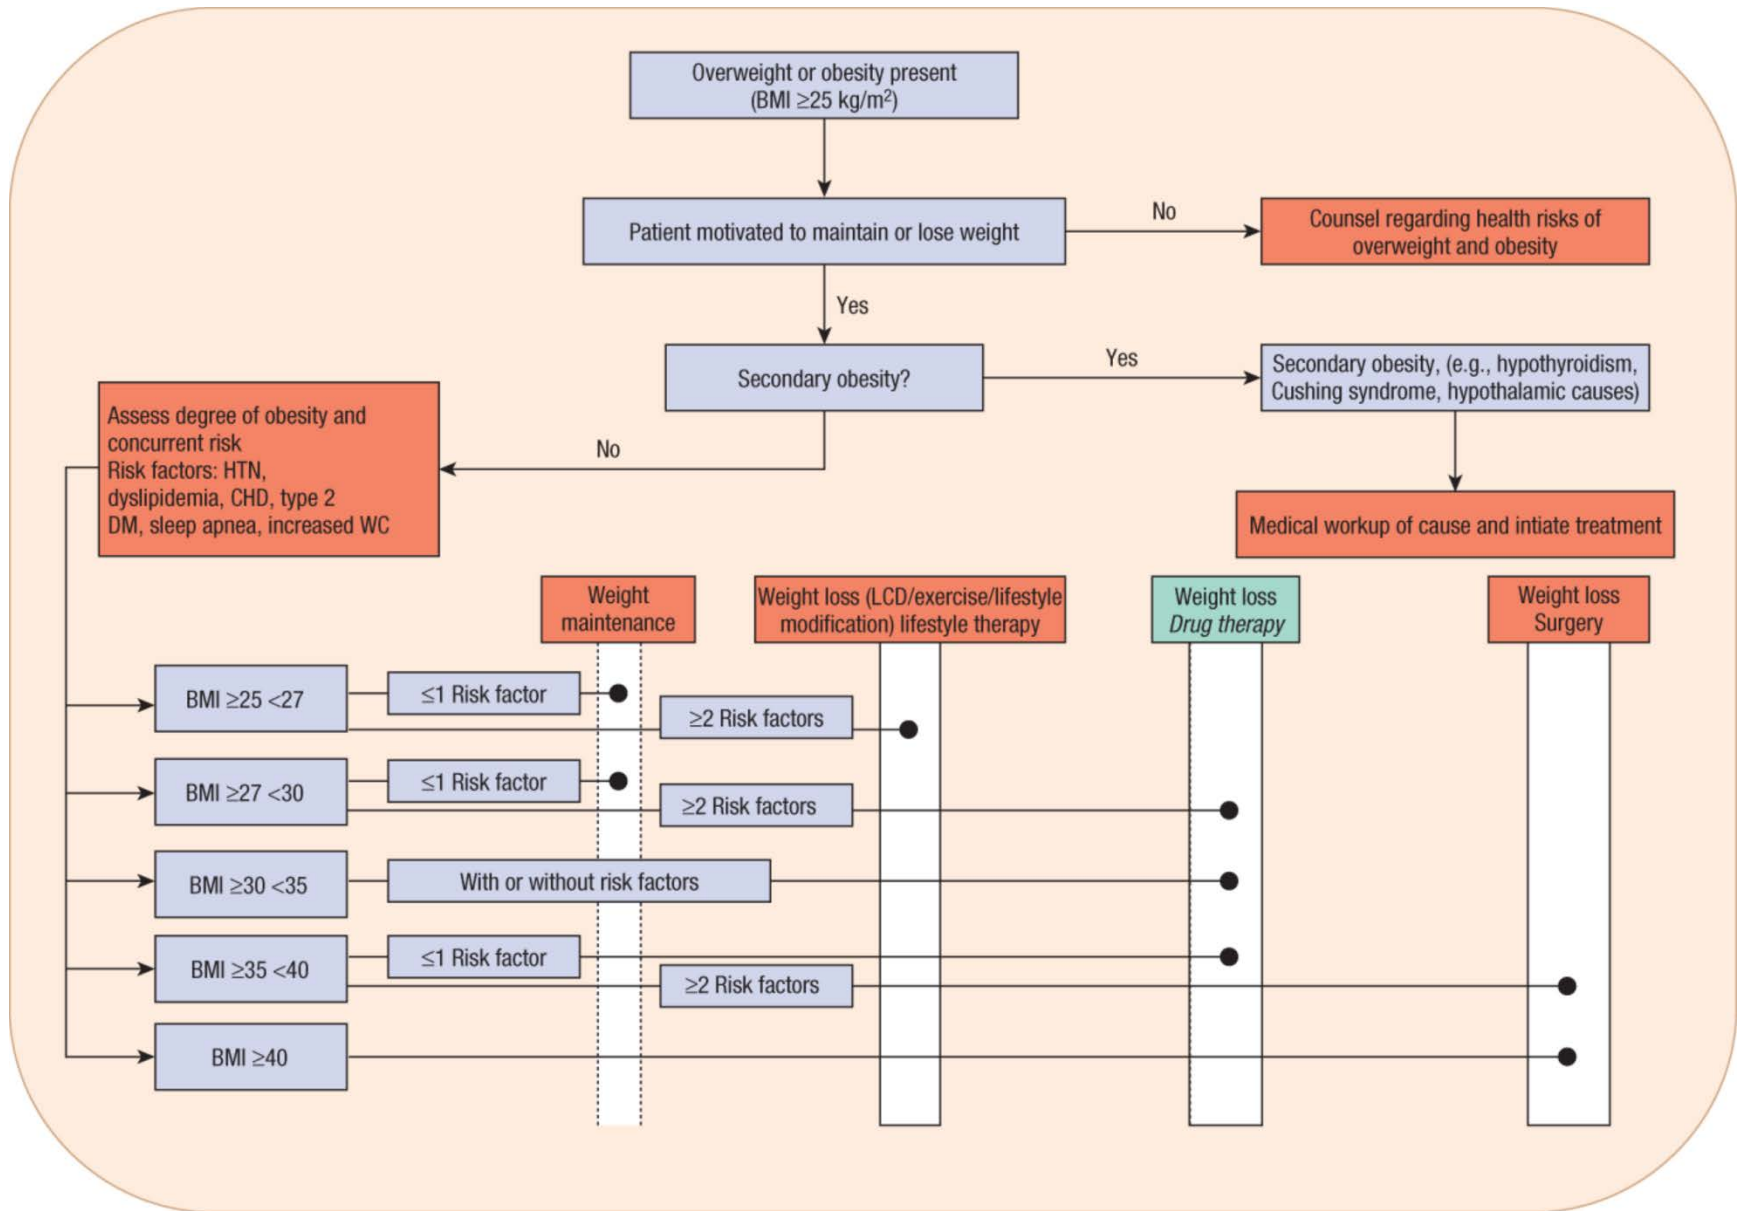 Overweight or obesity present
(BMI ≥25 kg/m²)
Patient motivated to maintain or lose weight
No
Counsel regarding health risks of
overweight and obesity
Yes
Secondary obesity?
Yes
Secondary obesity, (e.g., hypothyroidism,
Cushing syndrome, hypothalamic causes)
Assess degree of obesity and
concurrent risk
Risk factors: HTN,
dyslipidemia, CHD, type 2
DM, sleep apnea, increased WC
No
Medical workup of cause and intiate treatment
Weight
maintenance
Weight loss (LCD/exercise/lifestyle
modification) lifestyle therapy
Weight loss
Drug therapy
Weight loss
Surgery
BMI ≥25 <27
≤1 Risk factor
≥2 Risk factors
BMI ≥27 <30
≤1 Risk factor
≥2 Risk factors
BMI ≥30 <35
With or without risk factors
BMI ≥35 <40
≤1 Risk factor
≥2 Risk factors
BMI ≥40